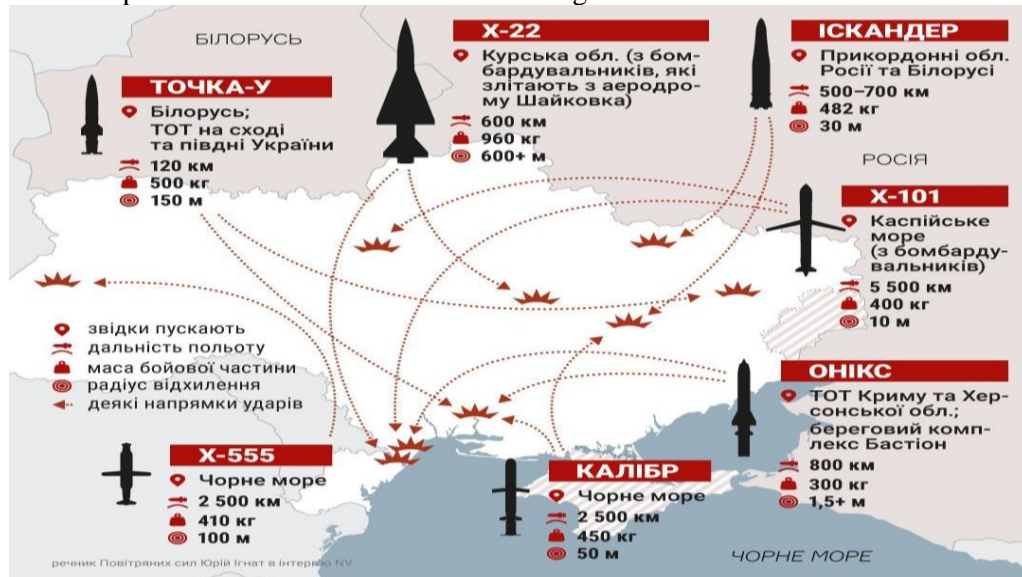 БІЛОРУСЬ
ТОЧКА-У
Білорусь;
ТОТ на сході
та півдні України
120 км
500 кг
150 м
Х-22
Курська обл. (з бом-
бардувальників, які
злітають з аеродро-
му Шайковка)
600 км
960 кг
600+ м
ІСКАНДЕР
Прикордонні обл.
Росії та Білорусі
500–700 км
482 кг
30 м
РОСІЯ
Х-101
Каспійське
море
(з бомбарду-
вальників)
5 500 км
400 кг
10 м
звідки пускають
дальність польоту
маса бойової частини
радіус відхилення
деякі напрямки ударів
ОНІКС
ТОТ Криму та Хер-
сонської обл.;
береговий комп-
лекс Бастіон
800 км
300 кг
1,5+ м
Х-555
Чорне море
2 500 км
410 кг
100 м
КАЛІБР
Чорне море
2 500 км
450 кг
50 м
ЧОРНЕ МОРЕ
речник Повітряних сил Юрій Ігнат в інтервю NV